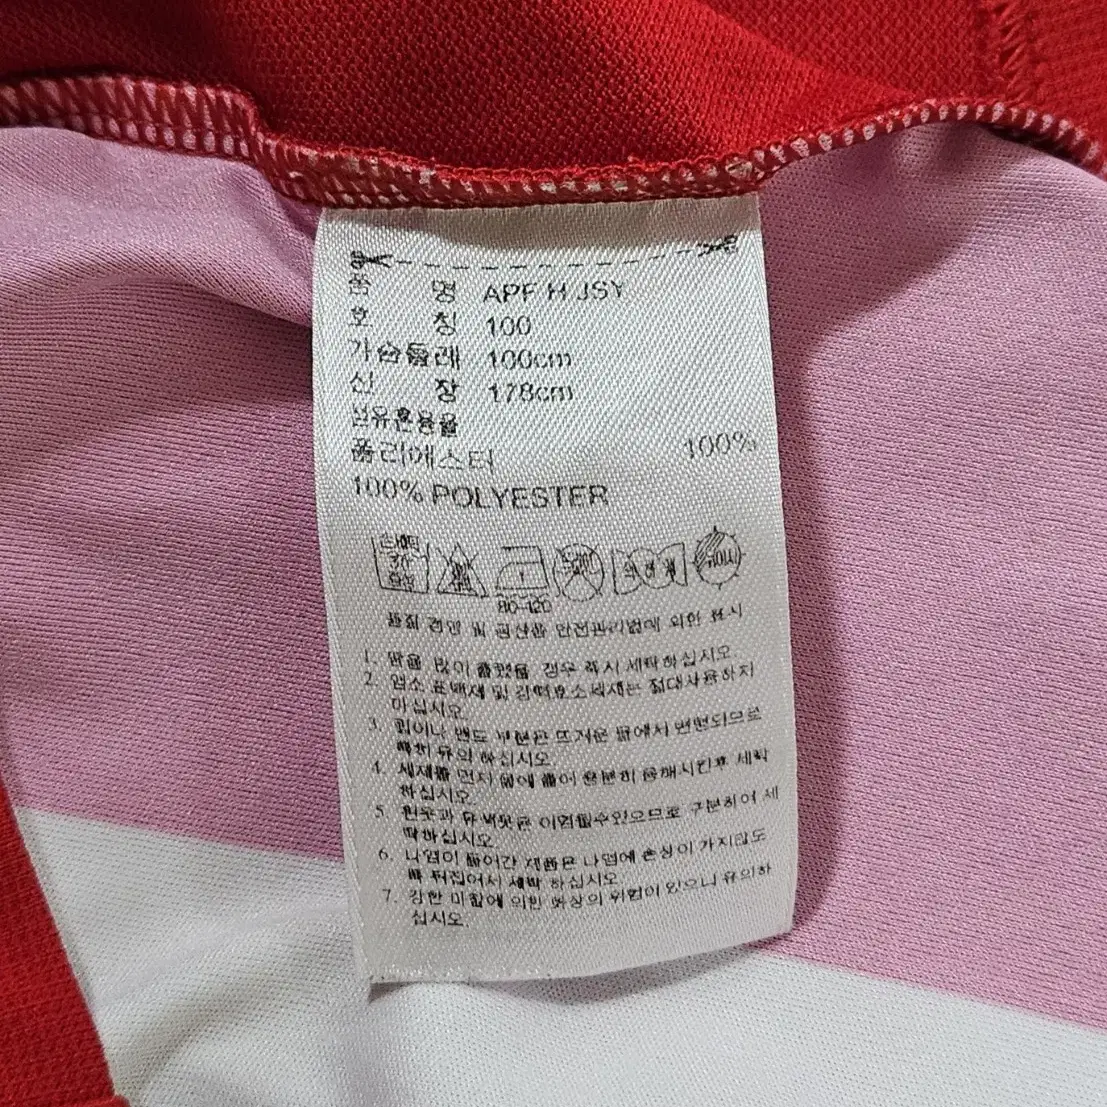 품 명 APF H JSY
호 칭 100
가슴둘레 100cm
신 장 178cm
섬유혼용율
폴리에스터 100%
100% POLYESTER
80-120
품질 경영 및 공산품 안전관리법에 의한 표시
1. 땀을 많이 흘렸을 경우 즉시 세탁하십시오.
2. 염소 표백제 및 강력효소세제는 절대사용하지
마십시오.
3. 찝이나 밴드 부분은 뜨거운 물에서 변형되므로
특히 유의 하십시오
4. 세제를 먼저 물에 풀어 충분히 용해시킨후 세탁
하십시오.
5. 흰옷과 유색옷은 이염될수있으므로 구분하여 세
탁하십시오.
6. 나염이 들어간 제품은 나염에 손상이 가지않도
록 뒤집어서 세탁 하십시오
7. 강한 마찰에 의한 화상의 위험이 있으니 유의하
십시오.